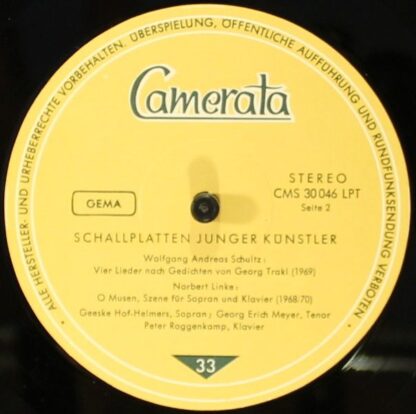 ALLE HERSTELLER- UND URHEBERRECHTE VORBEHALTEN. ÜBERSPIELUNG, ÖFFENTLICHE AUFFÜHRUNG UND RUNDFUNKSENDUNG VERBOTEN
Camerata
GEMA
STEREO
CMS 30046 LPT
Seite 2
SCHALLPLATTEN JUNGER KÜNSTLER
Wolfgang Andreas Schultz:
Vier Lieder nach Gedichten von Georg Trakl (1969)
Norbert Linke:
O Musen, Szene für Sopran und Klavier (1968-70)
Geeske Hof-Helmers, Sopran; Georg Erich Meyer, Tenor
Peter Roggenkamp, Klavier
33